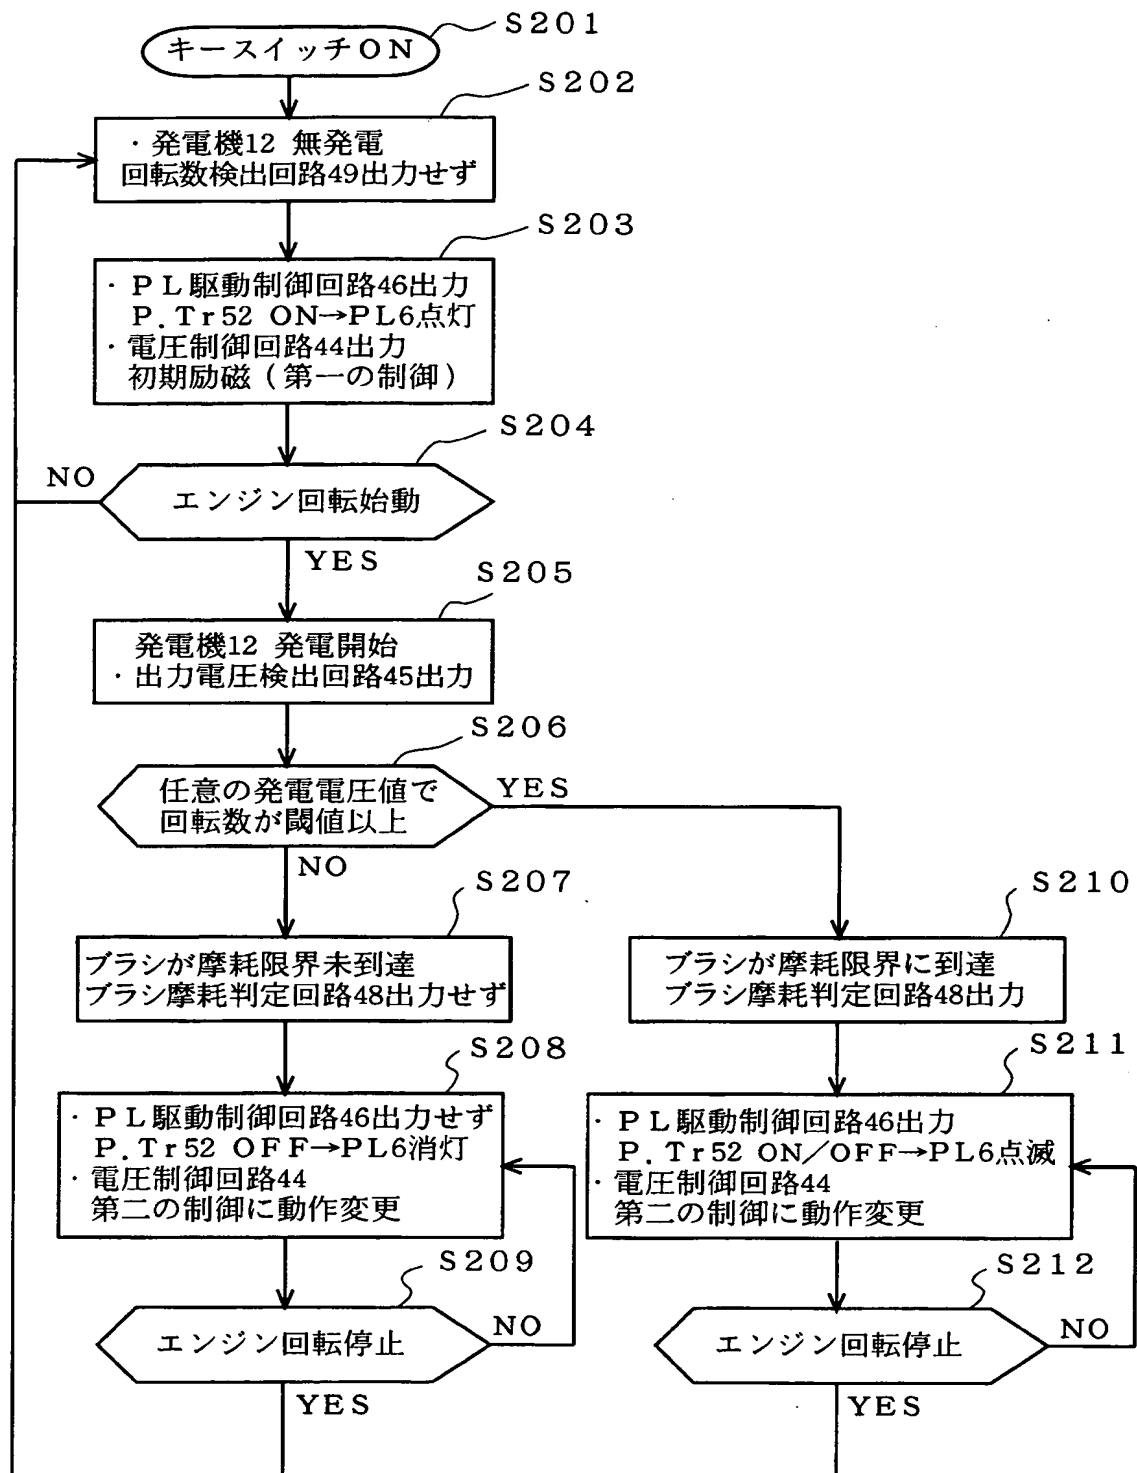 S201
キースイッチON
S202
・発電機12 無発電
回転数検出回路49出力せず
S203
・PL駆動制御回路46出力
P.Tr52 ON→PL6点灯
・電圧制御回路44出力
初期励磁(第一の制御)
S204
NO
エンジン回転始動
YES
S205
発電機12 発電開始
・出力電圧検出回路45出力
S206
任意の発電電圧値で
回転数が閾値以上
YES
NO
S207
ブラシが摩耗限界未到達
ブラシ摩耗判定回路48出力せず
S210
ブラシが摩耗限界に到達
ブラシ摩耗判定回路48出力
S208
・PL駆動制御回路46出力せず
P.Tr52 OFF→PL6消灯
・電圧制御回路44
第二の制御に動作変更
S211
・PL駆動制御回路46出力
P.Tr52 ON/OFF→PL6点滅
・電圧制御回路44
第二の制御に動作変更
S209
エンジン回転停止
NO
YES
S212
エンジン回転停止
NO
YES